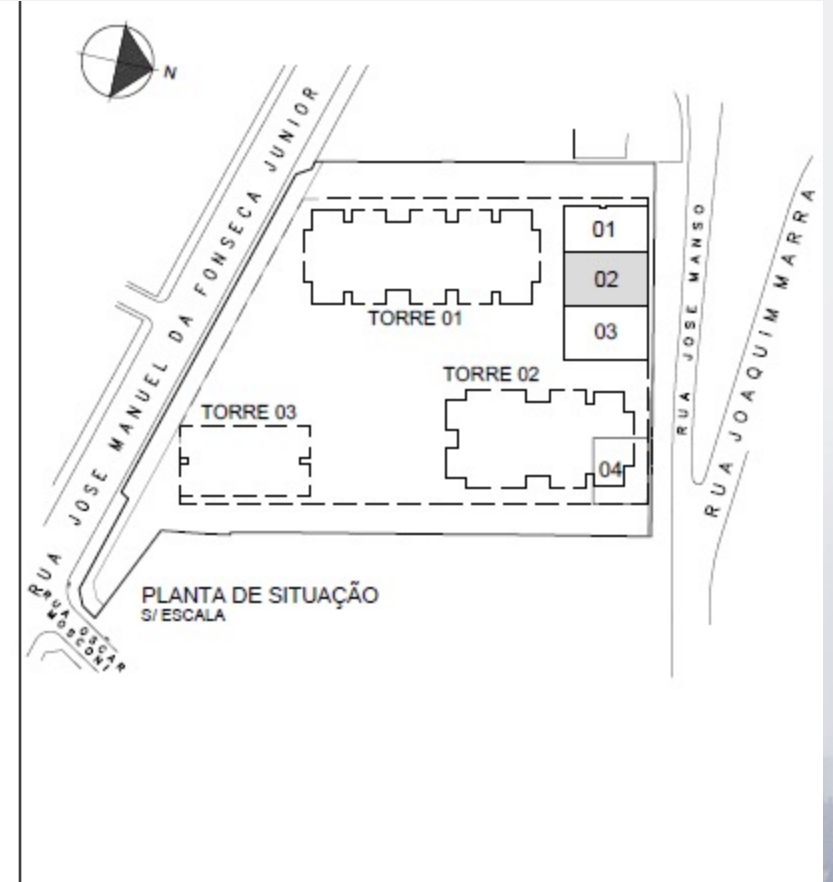 N
RUA JOSE MANUEL DA FONSECA JUNIOR
01
02
03
TORRE 01
TORRE 02
TORRE 03
04
RUA JOSE MANSO
RUA JOAQUIM MARRA
RUA OSCAR
MOSCONI
PLANTA DE SITUAÇÃO
S/ ESCALA